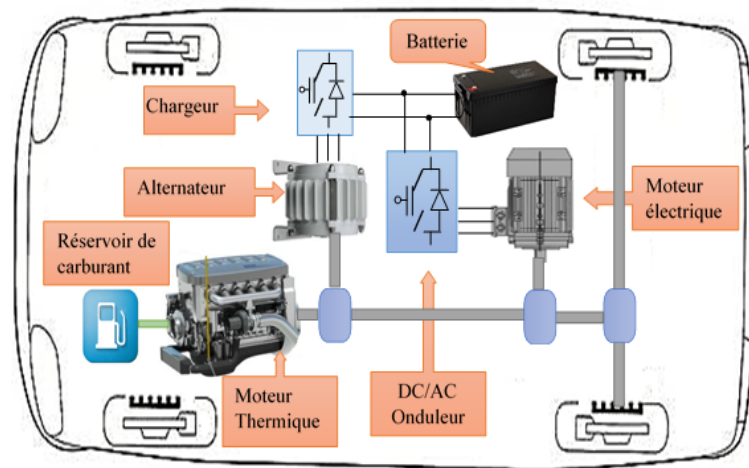 Batterie
Chargeur
Alternateur
Moteur
électrique
Réservoir de
carburant
Moteur
Thermique
DC/AC
Onduleur